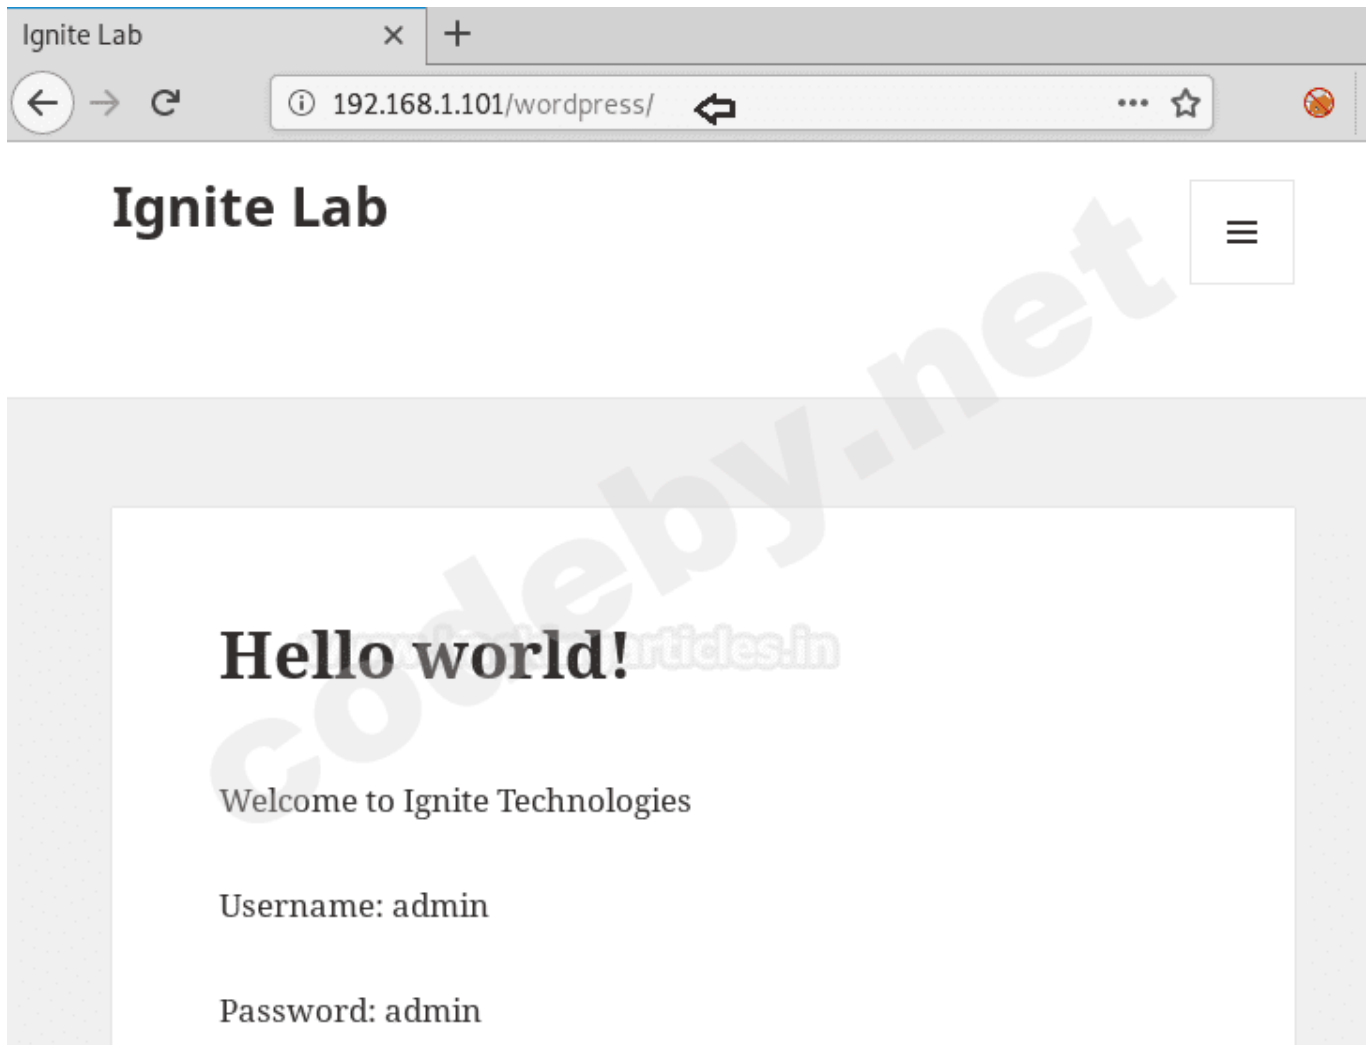 Ignite Lab
192.168.1.101/wordpress/
Ignite Lab
codeby.net
Hello world!
Welcome to Ignite Technologies
Username: admin
Password: admin